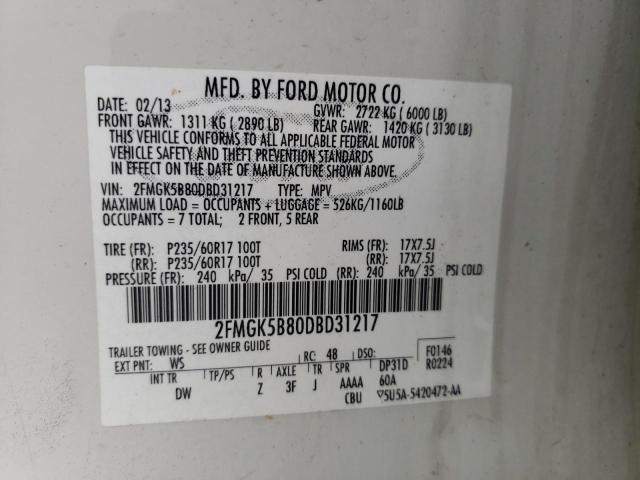 MFD. BY FORD MOTOR CO.
DATE: 02/13 GVWR: 2722 KG ( 6000 LB)
FRONT GAWR: 1311 KG ( 2890 LB) REAR GAWR: 1420 KG ( 3130 LB)
THIS VEHICLE CONFORMS TO ALL APPLICABLE FEDERAL MOTOR
VEHICLE SAFETY AND THEFT PREVENTION STANDARDS
IN EFFECT ON THE DATE OF MANUFACTURE SHOWN ABOVE.
VIN: 2FMGK5B80DBD31217 TYPE: MPV
MAXIMUM LOAD = OCCUPANTS + LUGGAGE = 526KG/1160LB
OCCUPANTS = 7 TOTAL; 2 FRONT, 5 REAR
TIRE (FR): P235/60R17 100T RIMS (FR): 17X7.5J
(RR): P235/60R17 100T (RR): 17X7.5J
PRESSURE (FR): 240 kPa/ 35 PSI COLD (RR): 240 kPa/ 35 PSI COLD
2FMGK5B80DBD31217
TRAILER TOWING - SEE OWNER GUIDE F0146
EXT PNT: WS RC: 48 DSO: R0224
INT TR TP/PS R AXLE TR SPR DP31D
DW Z 3F J AAAA 60A
CBU 5U5A-5420472-AA